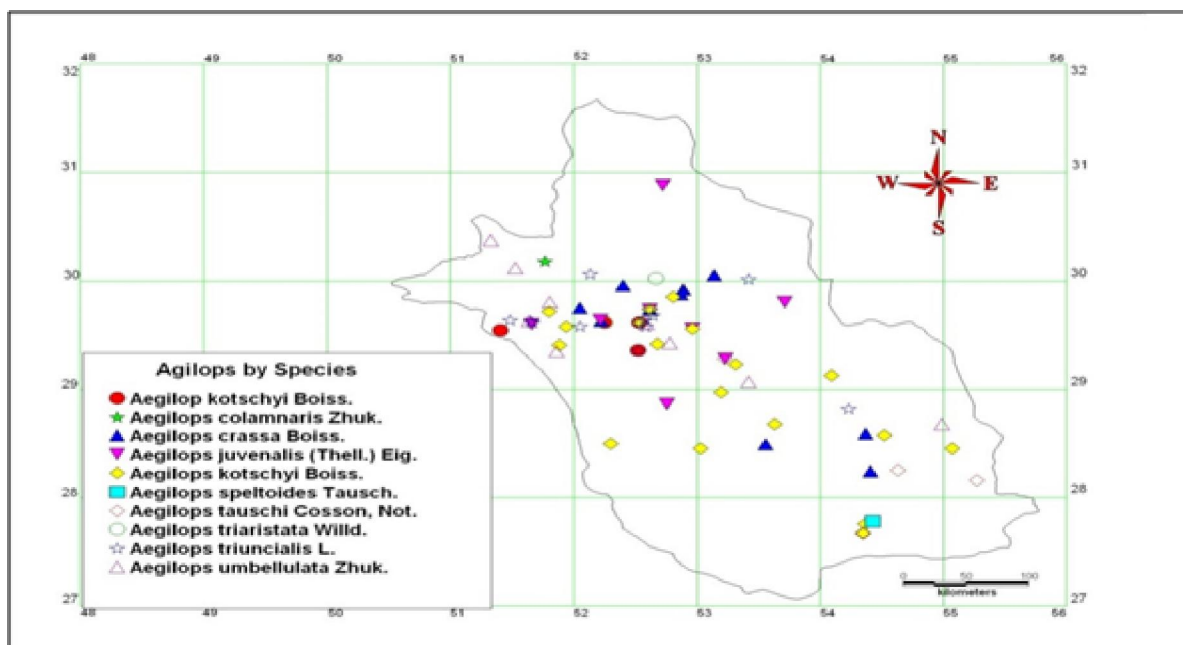 48 49 50 51 52 53 54 55 56
32 32
31 31
30 30
29 29
28 28
27 27
N
W E
S
Agilops by Species
Aegilop kotschyi Boiss.
Aegilops colamnaris Zhuk.
Aegilops crassa Boiss.
Aegilops juvenalis (Thell.) Eig.
Aegilops kotschyi Boiss.
Aegilops speltoides Tausch.
Aegilops tauschi Cosson, Not.
Aegilops triaristata Willd.
Aegilops triuncialis L.
Aegilops umbellulata Zhuk.
0 50 100
kilometers
48 49 50 51 52 53 54 55 56